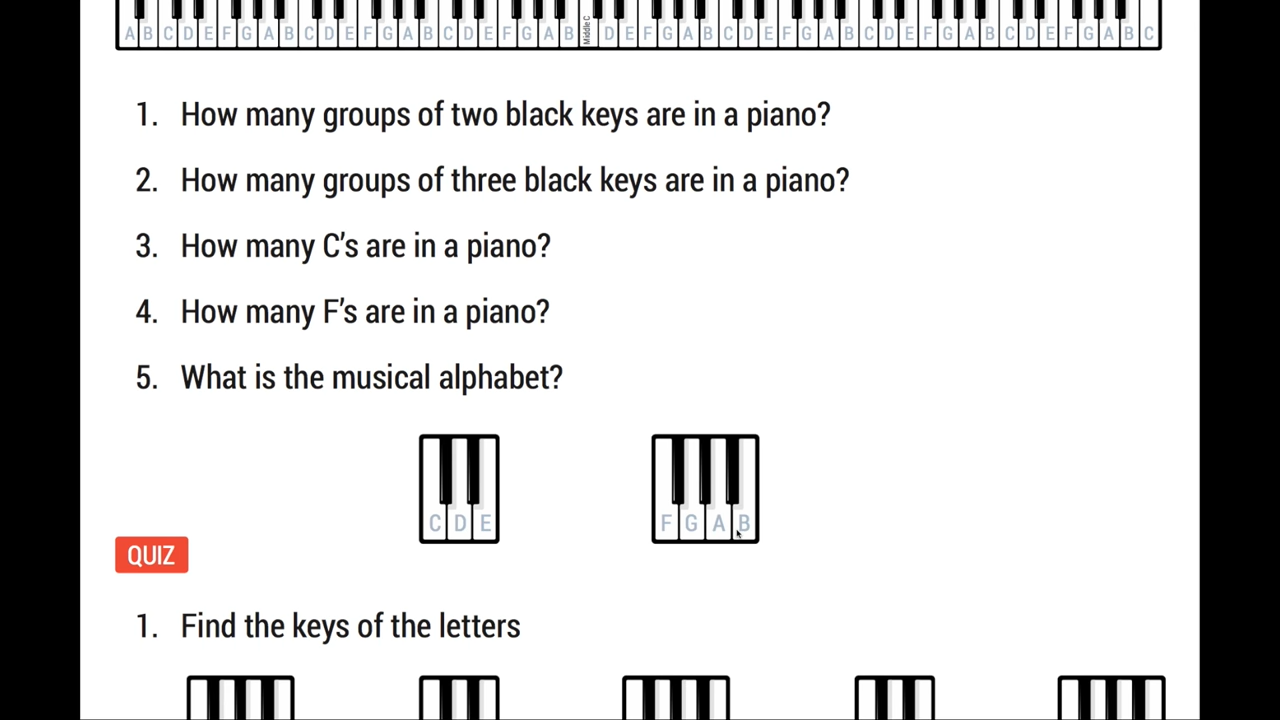 A B C D E F G A B C D E F G A B C D E F G A B Middle C D E F G A B C D E F G A B C D E F G A B C D E F G A B C
1. How many groups of two black keys are in a piano?
2. How many groups of three black keys are in a piano?
3. How many C's are in a piano?
4. How many F's are in a piano?
5. What is the musical alphabet?
C D E F G A B
QUIZ
1. Find the keys of the letters